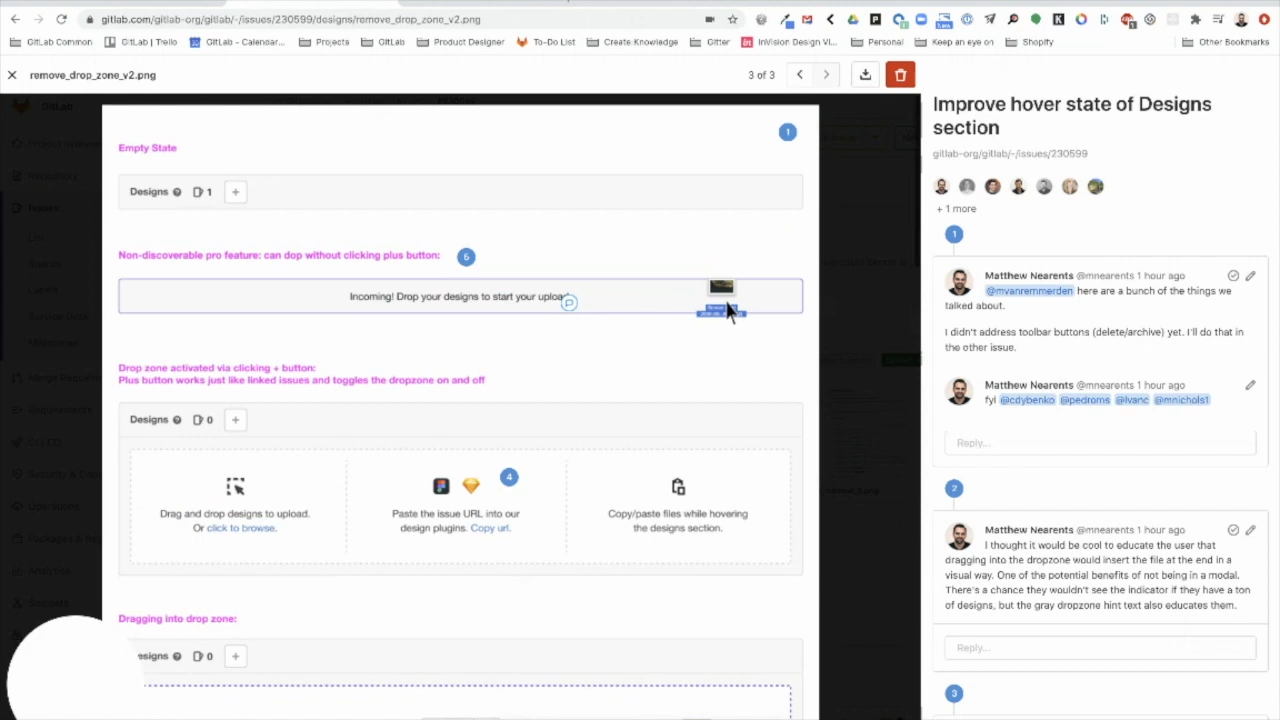 gitlab.com/gitlab-org/gitlab/-/issues/230599/designs/remove_drop_zone_v2.png
GitLab Common
GitLab | Trello
GitLab - Calendar...
Projects
GitLab
Product Designer
To-Do List
Create:Knowledge
Gitter
InVision Design Vi...
Personal
Keep an eye on
Shopify
Other Bookmarks
remove_drop_zone_v2.png
3 of 3
Empty State
1
Designs 1 +
Non-discoverable pro feature: can dop without clicking plus button:
5
Incoming! Drop your designs to start your upload
Drop zone activated via clicking + button:
Plus button works just like linked issues and toggles the dropzone on and off
Designs 0 +
4
Drag and drop designs to upload.
Or click to browse.
Paste the issue URL into our
design plugins. Copy url.
Copy/paste files while hovering
the designs section.
Dragging into drop zone:
esigns 0 +
Improve hover state of Designs
section
gitlab-org/gitlab/-/issues/230599
+ 1 more
1
Matthew Nearents @mnearents 1 hour ago
@mvanremmerden here are a bunch of the things we
talked about.
I didn't address toolbar buttons (delete/archive) yet. I'll do that in
the other issue.
Matthew Nearents @mnearents 1 hour ago
fyi @cdybenko @pedroms @lvanc @mnichols1
Reply...
2
Matthew Nearents @mnearents 1 hour ago
I thought it would be cool to educate the user that
dragging into the dropzone would insert the file at the end in a
visual way. One of the potential benefits of not being in a modal.
There's a chance they wouldn't see the indicator if they have a ton
of designs, but the gray dropzone hint text also educates them.
Reply...
3